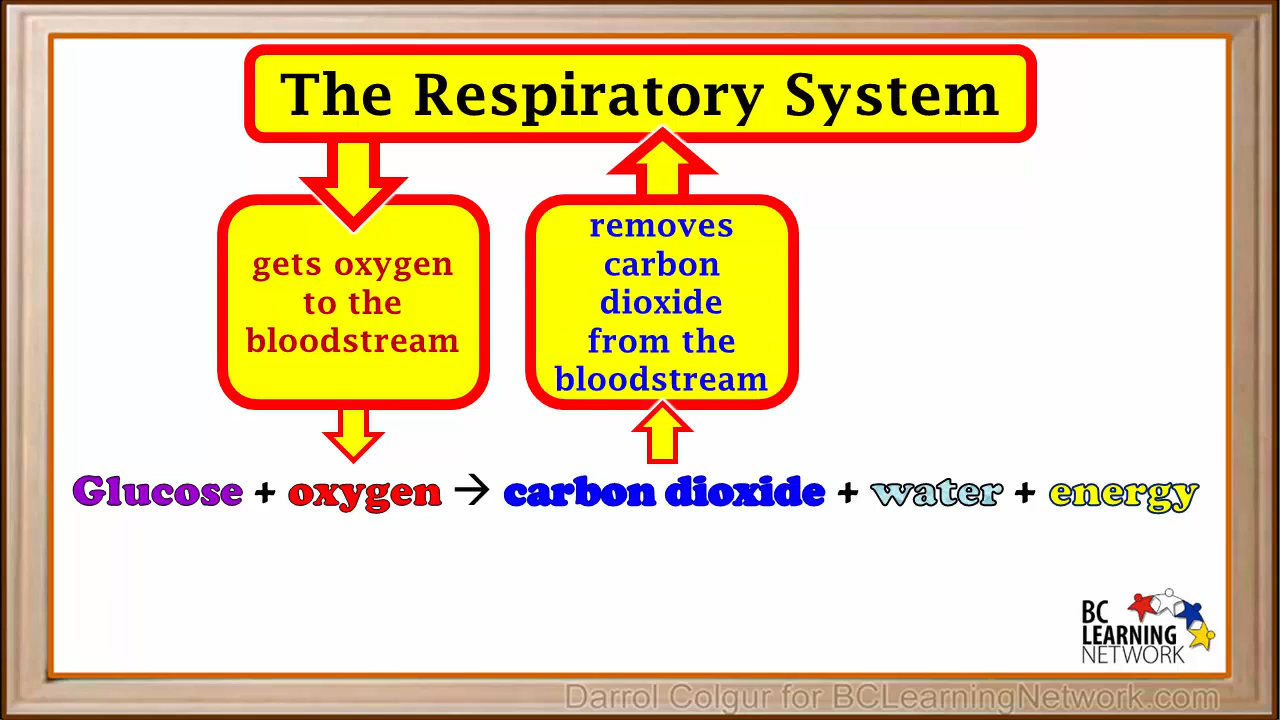 The Respiratory System
gets oxygen
to the
bloodstream
removes
carbon
dioxide
from the
bloodstream
Glucose + oxygen → carbon dioxide + water + energy
BC
LEARNING
NETWORK
Darrol Colgur for BCLearningNetwork.com